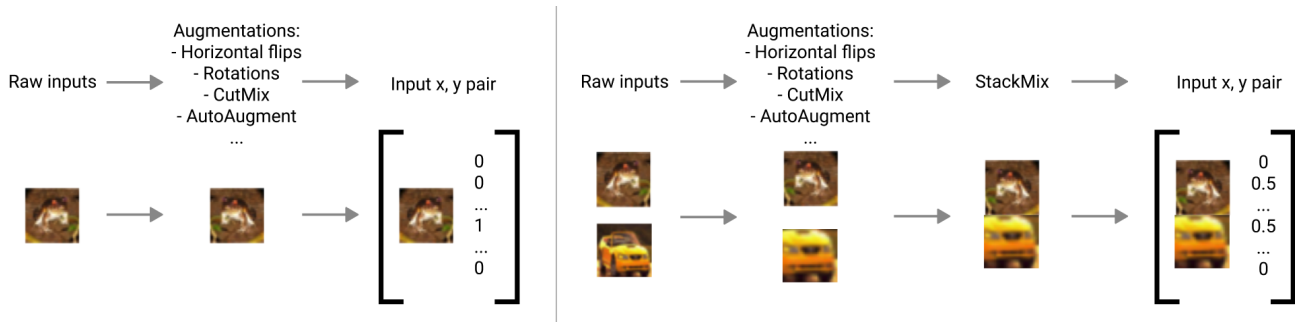 Raw inputs
Augmentations:
- Horizontal flips
- Rotations
- CutMix
- AutoAugment
...
Input x, y pair
0
0
...
1
...
0
Raw inputs
Augmentations:
- Horizontal flips
- Rotations
- CutMix
- AutoAugment
...
StackMix
Input x, y pair
0
0.5
...
0.5
...
0